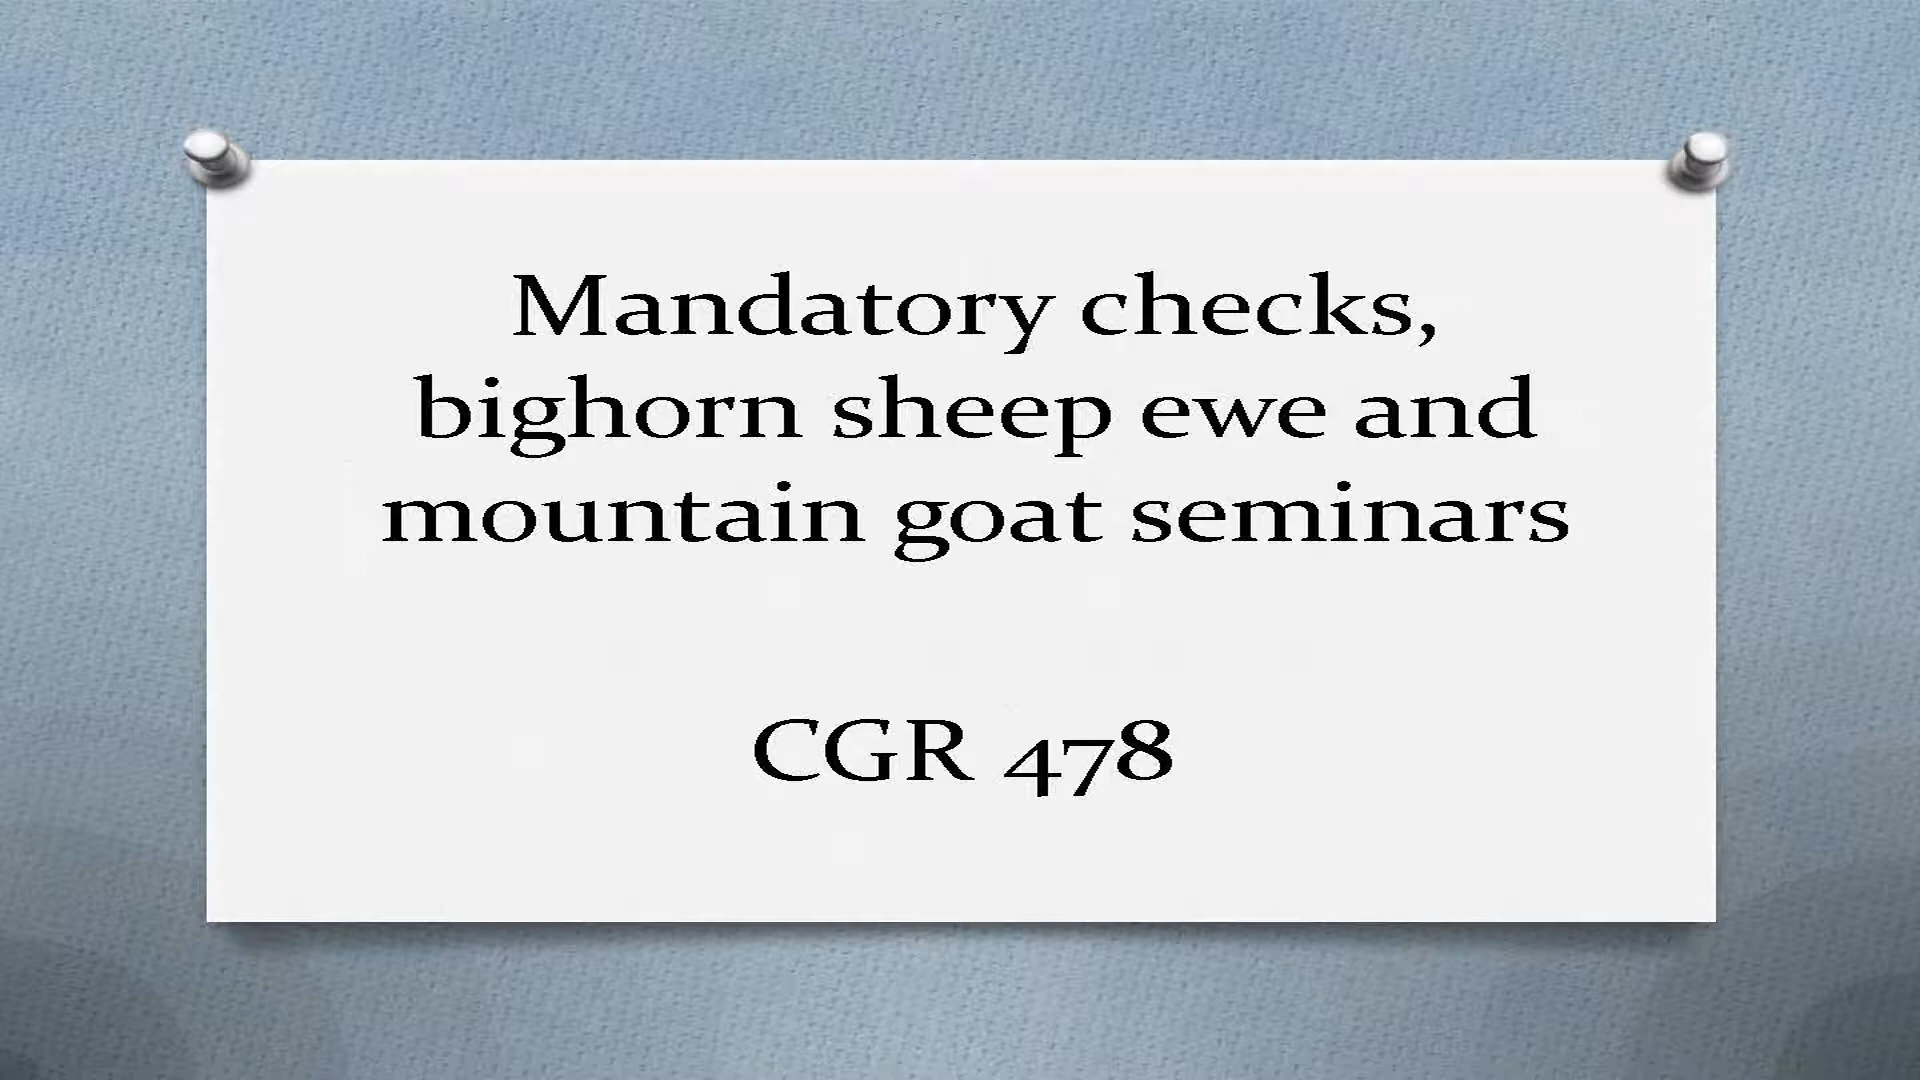 Mandatory checks,
bighorn sheep ewe and
mountain goat seminars
CGR 478